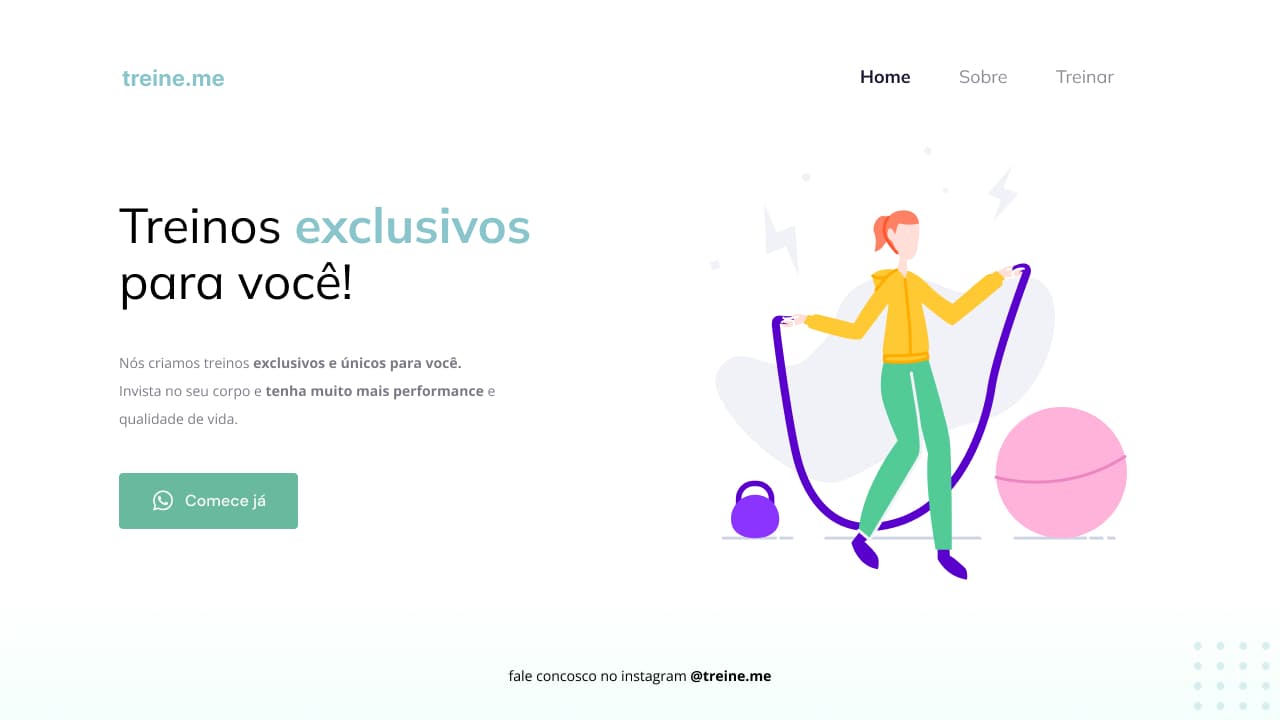 treine.me
Home
Sobre
Treinar
Treinos exclusivos
para você!
Nós criamos treinos exclusivos e únicos para você.
Invista no seu corpo e tenha muito mais performance e
qualidade de vida.
Comece já
fale concosco no instagram @treine.me